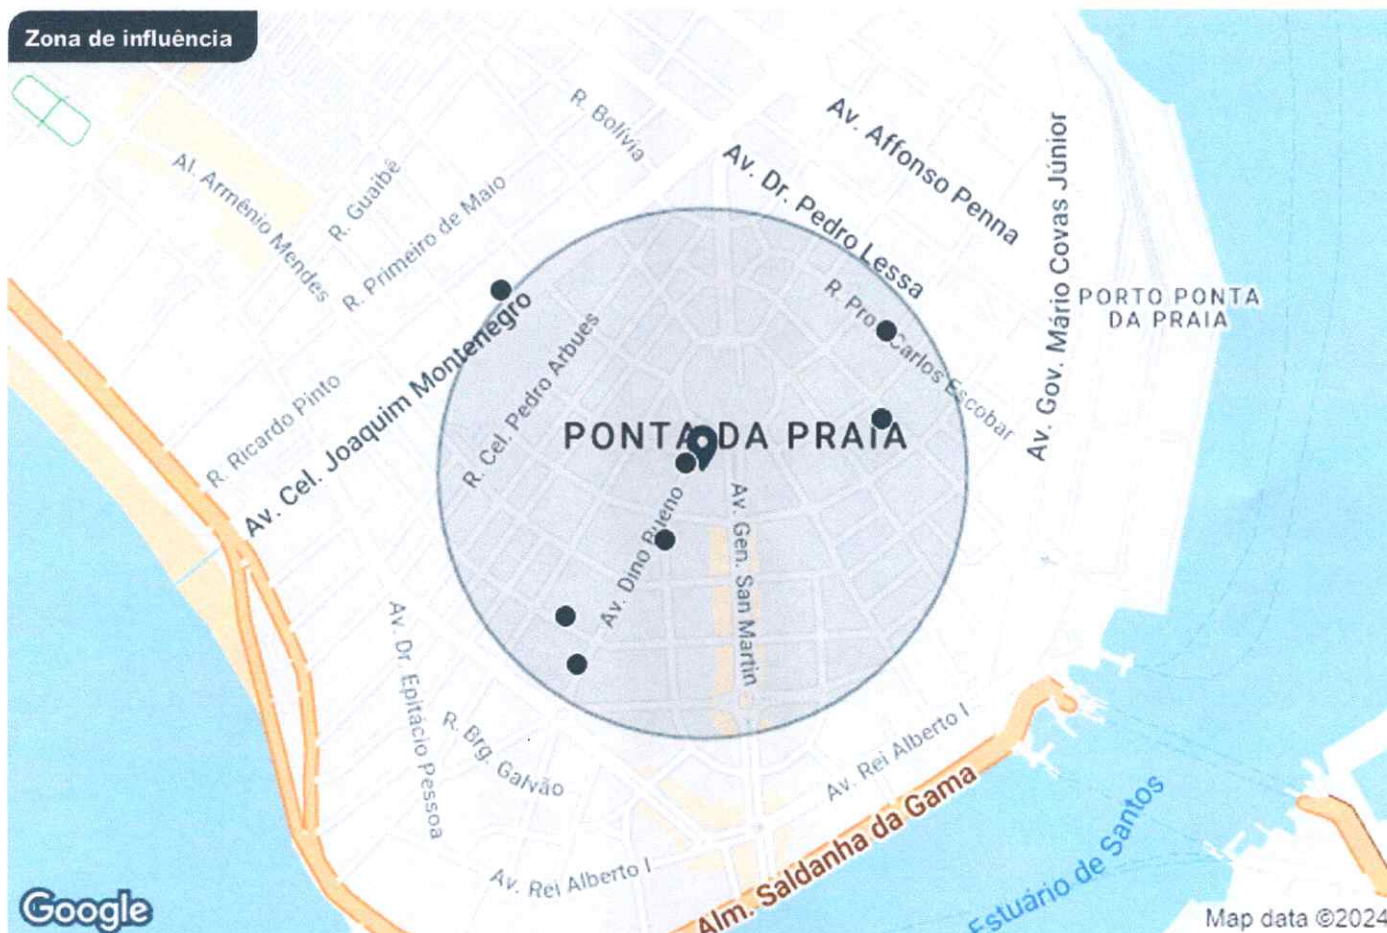 Zona de influência
R. Bolívia
Av. Affonso Penna
Av. Dr. Pedro Lessa
Al. Armênio Mendes
R. Guaibê
R. Primeiro de Maio
Av. Gov. Mário Covas Júnior
PORTO PONTA
DA PRAIA
R. Prof. Carlos Escobar
Av. Cel. Joaquim Montenegro
R. Cel. Pedro Arbues
R. Ricardo Pinto
PONTA DA PRAIA
Av. Dino Bueno
Av. Gen. San Martin
Av. Dr. Epitácio Pessoa
R. Brg. Galvão
Av. Rei Alberto I
Av. Rei Alberto I
Alm. Saldanha da Gama
Estuário de Santos
Google
Map data ©2024